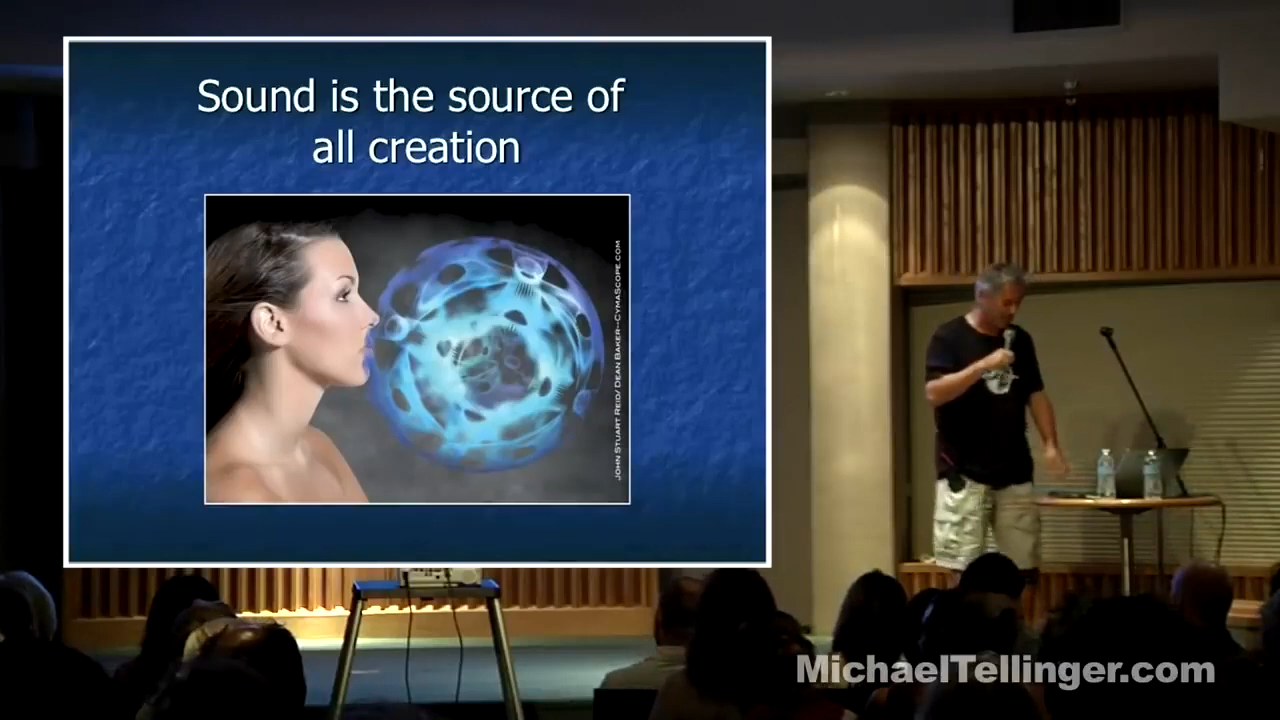 Sound is the source of
all creation
JOHN STUART REID/ DEAN BAKER--CYMASCOPE.COM
MichaelTellinger.com